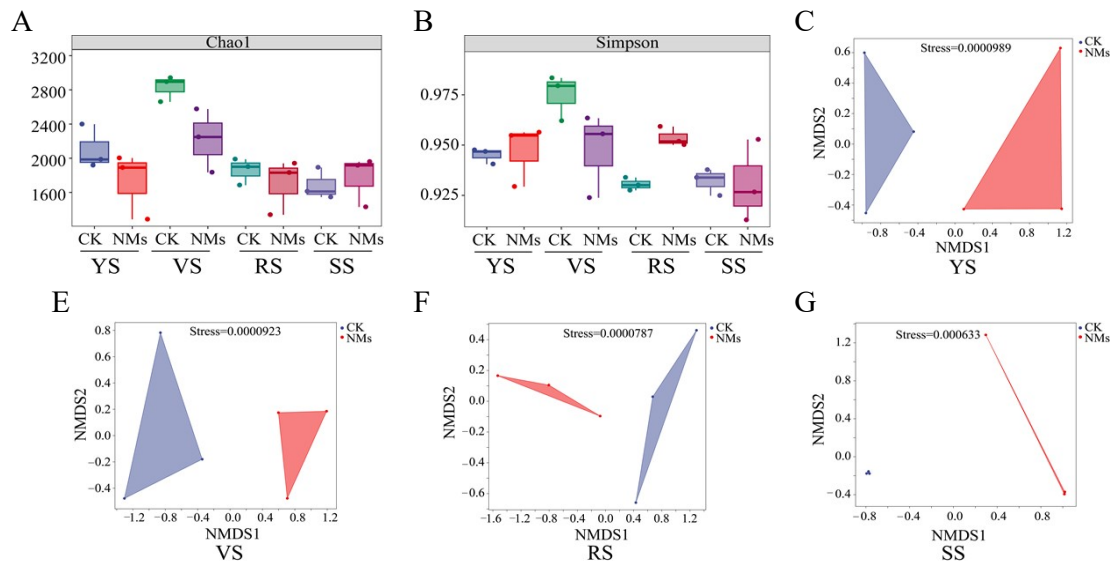 A
Chao1
3200
2800
2400
2000
1600
CK NMs CK NMs CK NMs CK NMs
YS VS RS SS
B
Simpson
0.975
0.950
0.925
CK NMs CK NMs CK NMs CK NMs
YS VS RS SS
C
Stress=0.0000989
CK
NMs
NMDS2
0.6
0.4
0.2
0.0
−0.2
−0.4
−0.8 −0.4 0.0 0.4 0.8 1.2
NMDS1
YS
E
Stress=0.0000923
CK
NMs
NMDS2
0.8
0.6
0.4
0.2
0.0
−0.2
−0.4
−1.2 −0.8 −0.4 0.0 0.4 0.8 1.2
NMDS1
VS
F
Stress=0.0000787
CK
NMs
NMDS2
0.4
0.2
0.0
−0.2
−0.4
−0.6
−1.6 −1.2 −0.8 −0.4 0.0 0.4 0.8 1.2
NMDS1
RS
G
Stress=0.000633
CK
NMs
NMDS2
1.2
0.8
0.4
0.0
−0.4
−0.8 −0.4 0.0 0.4 0.8
NMDS1
SS